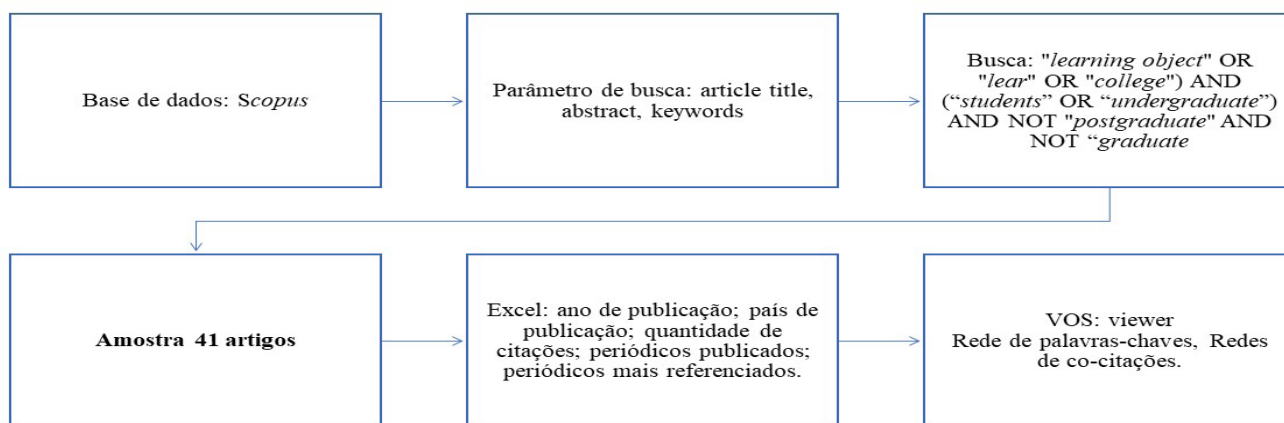 Base de dados: Scopus
Parâmetro de busca: article title,
abstract, keywords
Busca: "learning object" OR
"lear" OR "college") AND
(“students” OR “undergraduate”)
AND NOT "postgraduate" AND
NOT “graduate
Amostra 41 artigos
Excel: ano de publicação; país de
publicação; quantidade de
citações; periódicos publicados;
periódicos mais referenciados.
VOS: viewer
Rede de palavras-chaves, Redes
de co-citações.